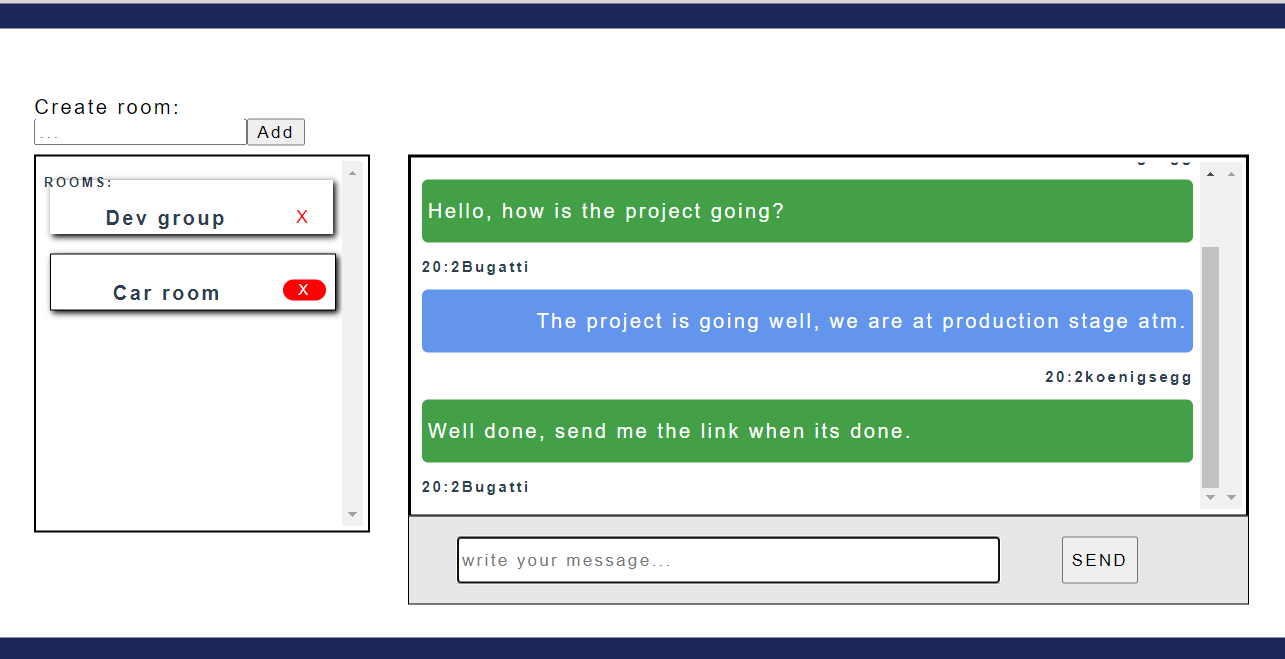 Create room:
...
Add
ROOMS:
Dev group
X
Car room
X
Hello, how is the project going?
20:2Bugatti
The project is going well, we are at production stage atm.
20:2koenigsegg
Well done, send me the link when its done.
20:2Bugatti
write your message...
SEND